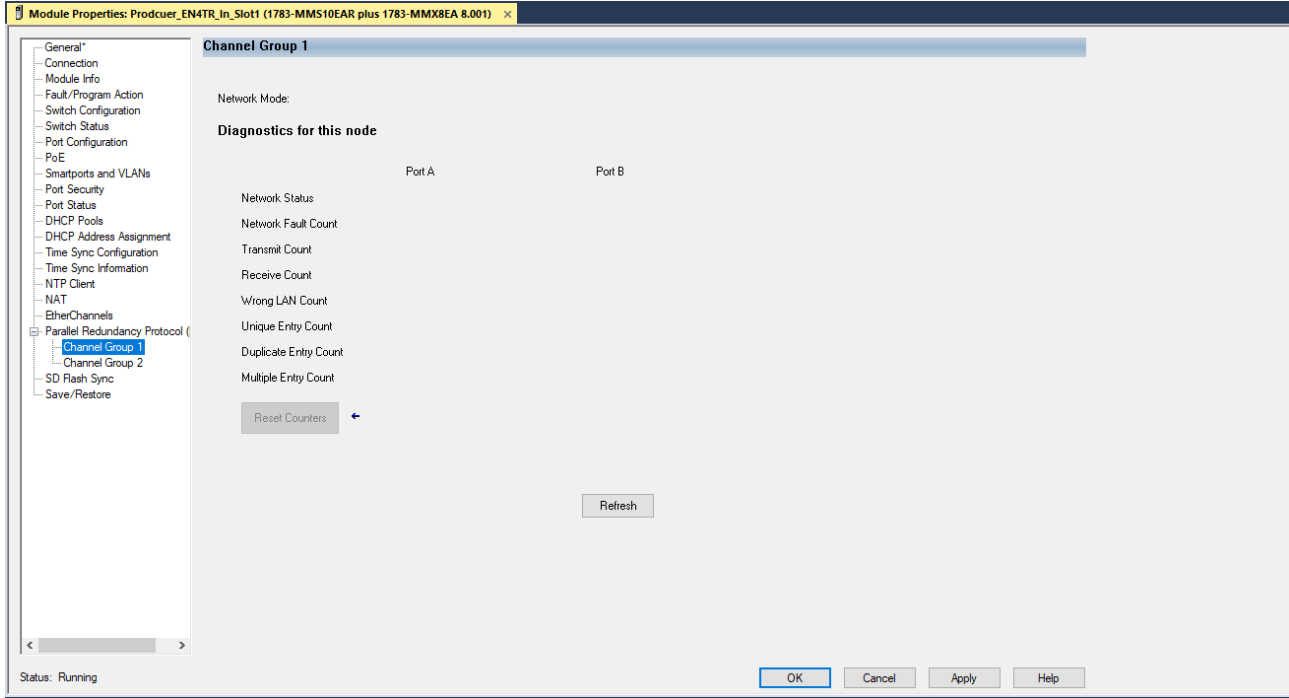 Module Properties: Prodcuer_EN4TR_In_Slot1 (1783-MMS10EAR plus 1783-MMX8EA 8.001) ×
General*
Connection
Module Info
Fault/Program Action
Switch Configuration
Switch Status
Port Configuration
PoE
Smartports and VLANs
Port Security
Port Status
DHCP Pools
DHCP Address Assignment
Time Sync Configuration
Time Sync Information
NTP Client
NAT
EtherChannels
Parallel Redundancy Protocol (
Channel Group 1
Channel Group 2
SD Flash Sync
Save/Restore
Channel Group 1
Network Mode:
Diagnostics for this node
Port A Port B
Network Status
Network Fault Count
Transmit Count
Receive Count
Wrong LAN Count
Unique Entry Count
Duplicate Entry Count
Multiple Entry Count
Reset Counters ←
Refresh
Status: Running
OK Cancel Apply Help